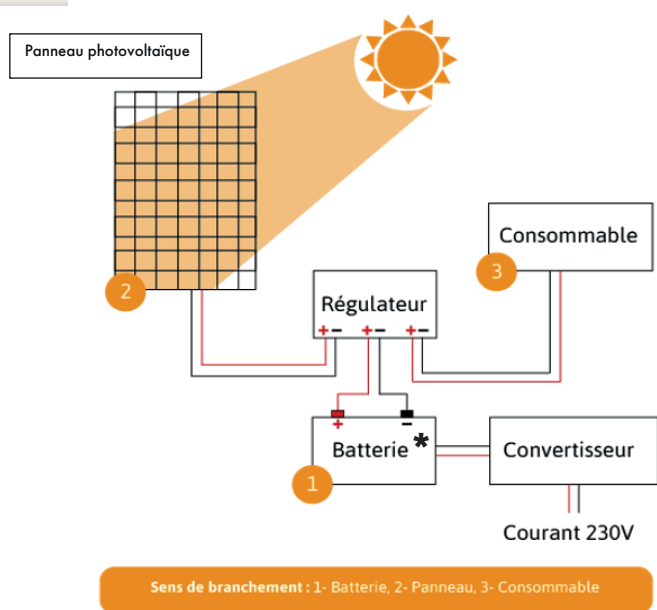 Panneau photovoltaïque
Consommable
3
2
Régulateur
+ − + − + −
+ −
Batterie *
1
Convertisseur
Courant 230V
Sens de branchement : 1- Batterie, 2- Panneau, 3- Consommable